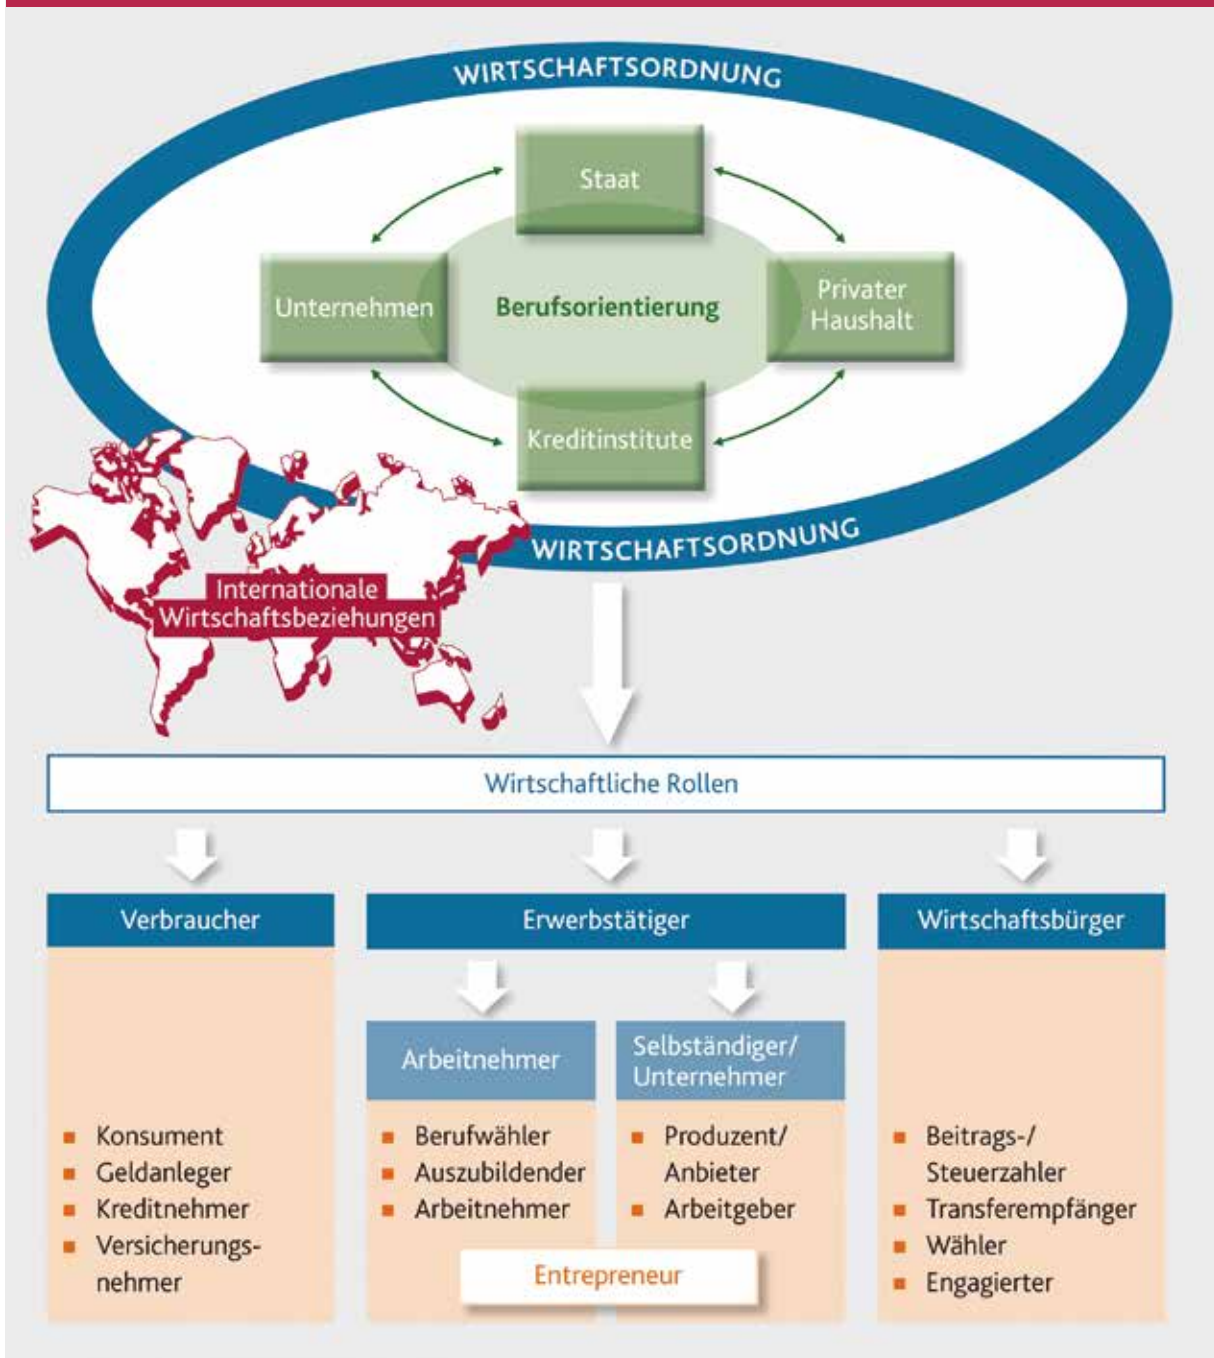 WIRTSCHAFTSORDNUNG
Staat
Unternehmen
Berufsorientierung
Privater
Haushalt
Kreditinstitute
WIRTSCHAFTSORDNUNG
Internationale
Wirtschaftsbeziehungen
Wirtschaftliche Rollen
Verbraucher
Erwerbstätiger
Wirtschaftsbürger
Arbeitnehmer
Selbständiger/
Unternehmer
Konsument
Geldanleger
Kreditnehmer
Versicherungs-
nehmer
Berufwähler
Auszubildender
Arbeitnehmer
Produzent/
Anbieter
Arbeitgeber
Entrepreneur
Beitrags-/
Steuerzahler
Transferempfänger
Wähler
Engagierter